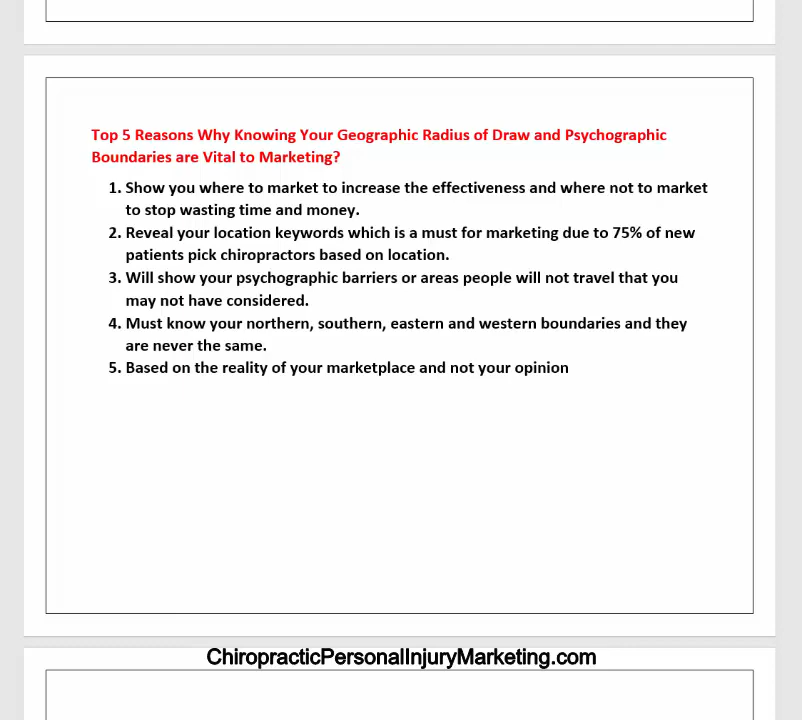 Top 5 Reasons Why Knowing Your Geographic Radius of Draw and Psychographic
Boundaries are Vital to Marketing?
1. Show you where to market to increase the effectiveness and where not to market
to stop wasting time and money.
2. Reveal your location keywords which is a must for marketing due to 75% of new
patients pick chiropractors based on location.
3. Will show your psychographic barriers or areas people will not travel that you
may not have considered.
4. Must know your northern, southern, eastern and western boundaries and they
are never the same.
5. Based on the reality of your marketplace and not your opinion
ChiropracticPersonalInjuryMarketing.com